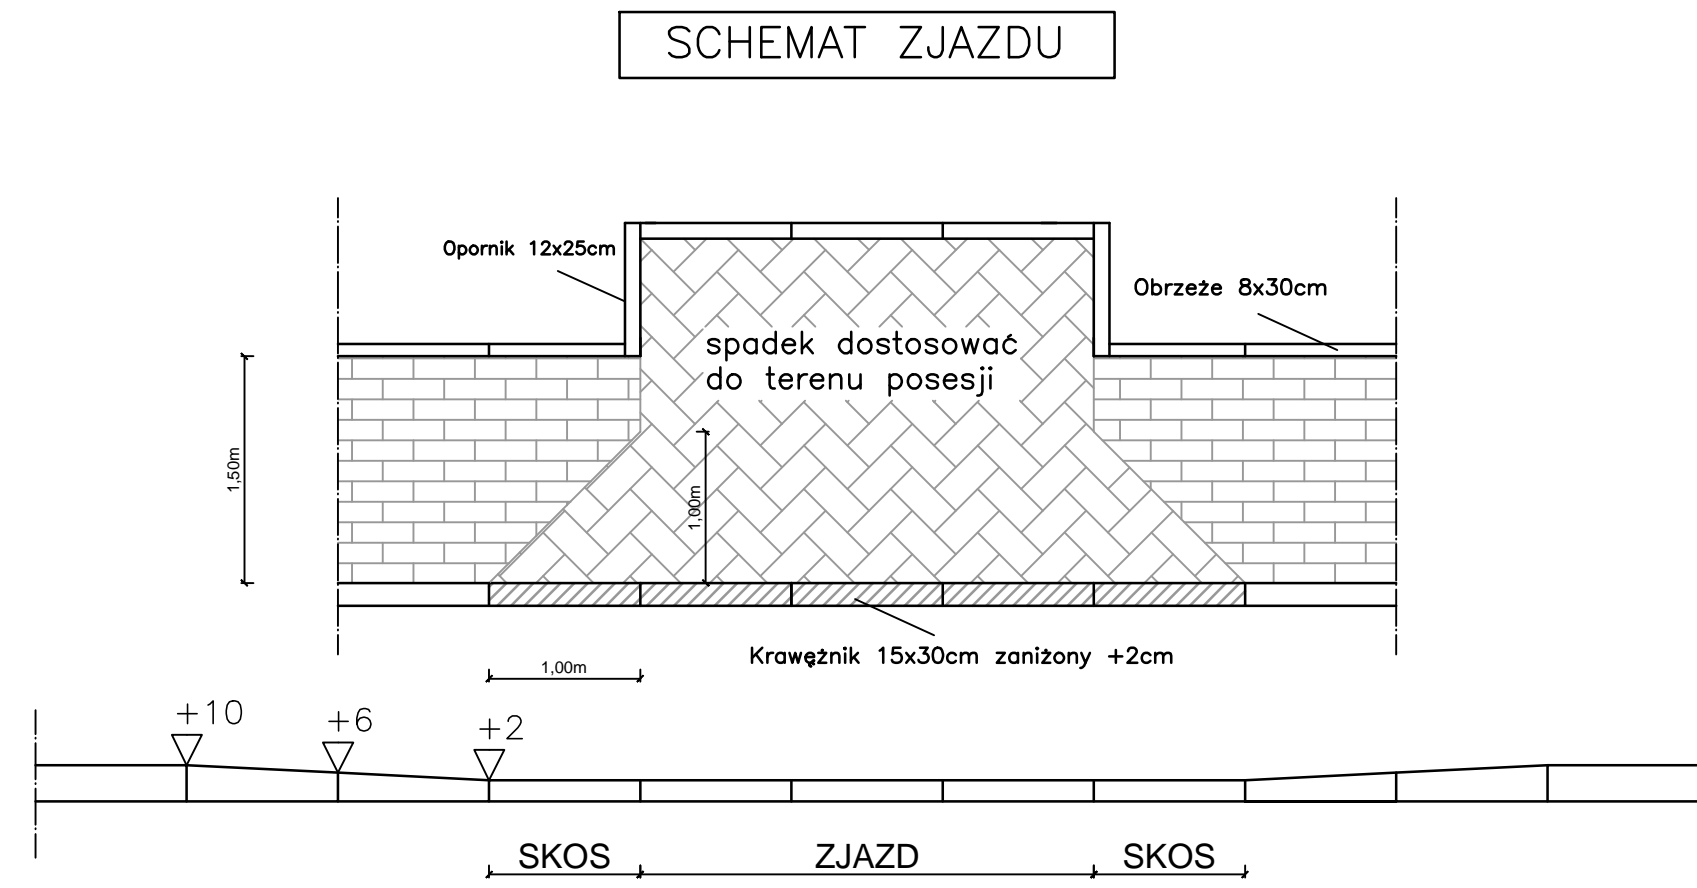 SCHEMAT ZJAZDU
Opornik 12x25cm
Obrzeże 8x30cm
spadek dostosować
do terenu posesji
1,50m
1,00m
Krawężnik 15x30cm zaniżony +2cm
1,00m
+10
+6
+2
SKOS
ZJAZD
SKOS